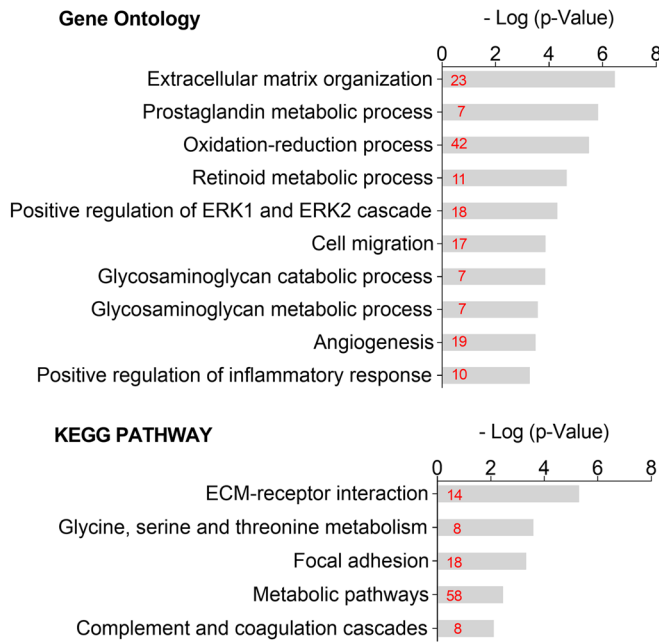 Gene Ontology
- Log (p-Value)
0 2 4 6 8
Extracellular matrix organization 23
Prostaglandin metabolic process 7
Oxidation-reduction process 42
Retinoid metabolic process 11
Positive regulation of ERK1 and ERK2 cascade 18
Cell migration 17
Glycosaminoglycan catabolic process 7
Glycosaminoglycan metabolic process 7
Angiogenesis 19
Positive regulation of inflammatory response 10
KEGG PATHWAY
- Log (p-Value)
0 2 4 6 8
ECM-receptor interaction 14
Glycine, serine and threonine metabolism 8
Focal adhesion 18
Metabolic pathways 58
Complement and coagulation cascades 8